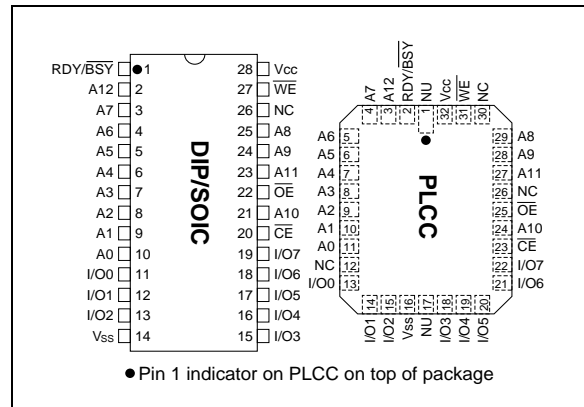 RDY/BSY 1 28 Vcc
A12 2 27 WE
A7 3 26 NC
A6 4 25 A8
A5 5 24 A9
A4 6 23 A11
A3 7 22 OE
A2 8 21 A10
A1 9 20 CE
A0 10 19 I/O7
I/O0 11 18 I/O6
I/O1 12 17 I/O5
I/O2 13 16 I/O4
Vss 14 15 I/O3
DIP/SOIC
A7 A12 RDY/BSY NU Vcc WE NC
4 3 2 1 32 31 30
A6 5 29 A8
A5 6 28 A9
A4 7 27 A11
A3 8 26 NC
A2 9 25 OE
A1 10 24 A10
A0 11 23 CE
NC 12 22 I/O7
I/O0 13 21 I/O6
PLCC
14 15 16 17 18 19 20
I/O1 I/O2 Vss NU I/O3 I/O4 I/O5
● Pin 1 indicator on PLCC on top of package